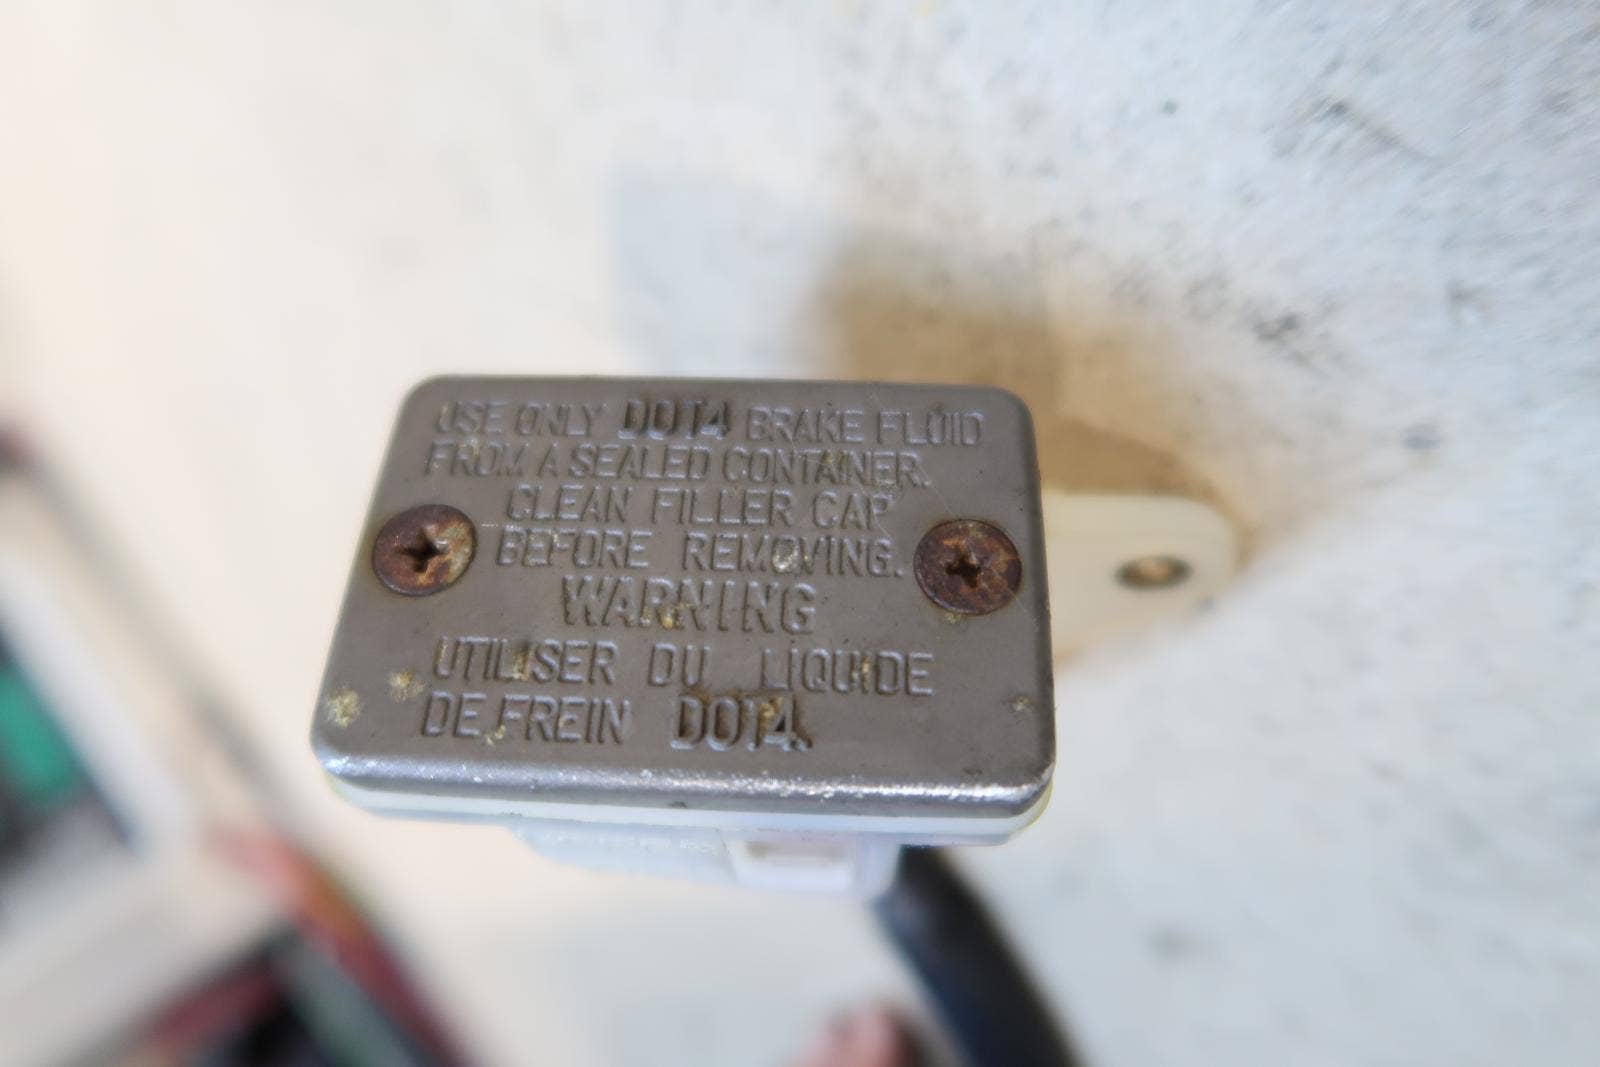 USE ONLY DOT4 BRAKE FLUID
FROM A SEALED CONTAINER.
CLEAN FILLER CAP
BEFORE REMOVING.
WARNING
UTILISER DU LIQUIDE
DE FREIN DOT4.